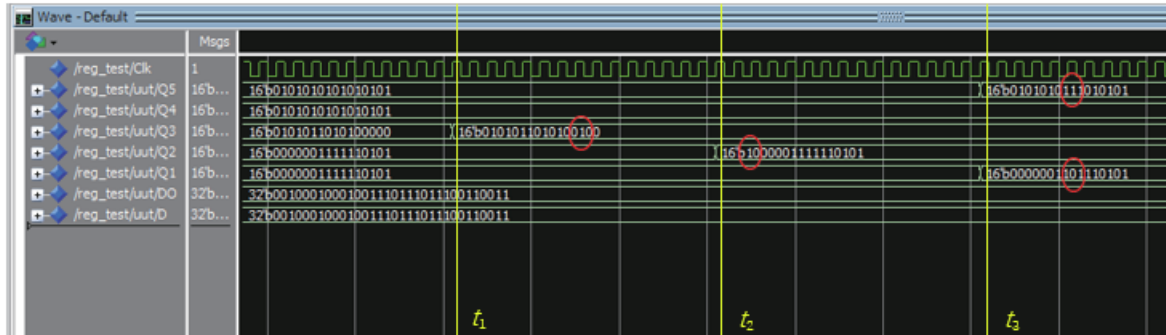 Wave - Default
Msgs
/reg_test/Clk 1
/reg_test/uut/Q5 16'b... 16'b0101010101010101 16'b0101010111010101
/reg_test/uut/Q4 16'b... 16'b0101010101010101
/reg_test/uut/Q3 16'b... 16'b0101011010100000 16'b0101011010100100
/reg_test/uut/Q2 16'b... 16'b0000001111110101 16'b1000001111110101
/reg_test/uut/Q1 16'b... 16'b0000001111110101 16'b0000001101110101
/reg_test/uut/DO 32'b... 32'b00100010001001110111011100110011
/reg_test/uut/D 32'b... 32'b00100010001001110111011100110011
t1 t2 t3